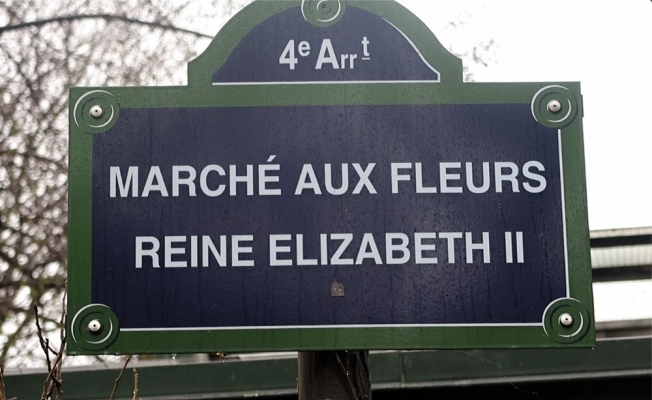 4e Arrt
MARCHÉ AUX FLEURS
REINE ELIZABETH II